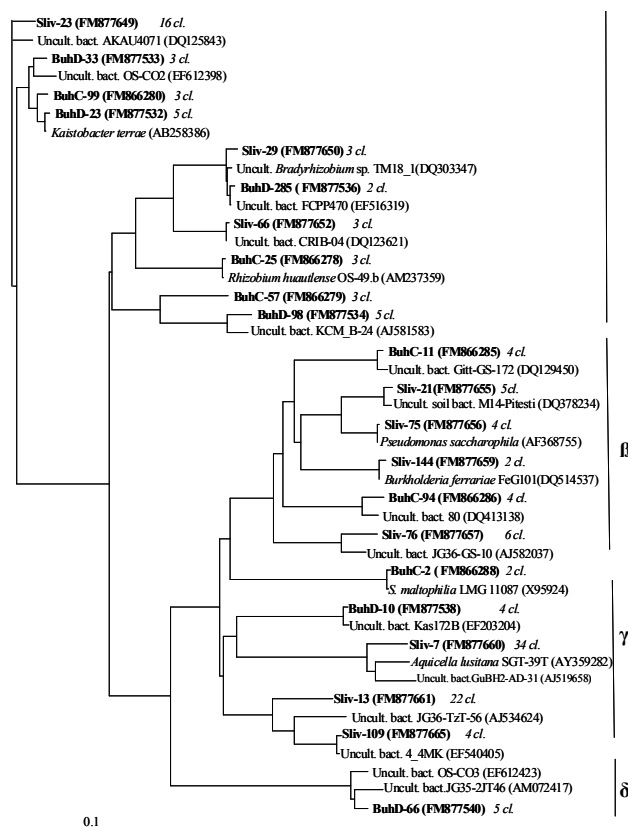 Sliv-23 (FM877649) 16 cl.
Uncult. bact. AKAU4071 (DQ125843)
BuhD-33 (FM877533) 3 cl.
Uncult. bact. OS-CO2 (EF612398)
BuhC-99 (FM866280) 3 cl.
BuhD-23 (FM877532) 5 cl.
Kaistobacter terrae (AB258386)
Sliv-29 (FM877650) 3 cl.
Uncult. Bradyrhizobium sp. TM18_1(DQ303347)
BuhD-285 ( FM877536) 2 cl.
Uncult. bact. FCPP470 (EF516319)
Sliv-66 (FM877652) 3 cl.
Uncult. bact. CRIB-04 (DQ123621)
BuhC-25 (FM866278) 3 cl.
Rhizobium huautlense OS-49.b (AM237359)
BuhC-57 (FM866279) 3 cl.
BuhD-98 (FM877534) 5 cl.
Uncult. bact. KCM_B-24 (AJ581583)
BuhC-11 (FM866285) 4 cl.
Uncult. bact. Gitt-GS-172 (DQ129450)
Sliv-21(FM877655) 5cl.
Uncult. soil bact. M14-Pitesti (DQ378234)
Sliv-75 (FM877656) 4 cl.
Pseudomonas saccharophila (AF368755)
ß
Sliv-144 (FM877659) 2 cl.
Burkholderia ferrariae FeGl01(DQ514537)
BuhC-94 (FM866286) 4 cl.
Uncult. bact. 80 (DQ413138)
Sliv-76 (FM877657) 6 cl.
Uncult. bact. JG36-GS-10 (AJ582037)
BuhC-2 ( FM866288) 2 cl.
S. maltophilia LMG 11087 (X95924)
BuhD-10 (FM877538) 4 cl.
Uncult. bact. Kas172B (EF203204)
γ
Sliv-7 (FM877660) 34 cl.
Aquicella lusitana SGT-39T (AY359282)
Uncult. bact.GuBH2-AD-31 (AJ519658)
Sliv-13 (FM877661) 22 cl.
Uncult. bact. JG36-TzT-56 (AJ534624)
Sliv-109 (FM877665) 4 cl.
Uncult. bact. 4_4MK (EF540405)
Uncult. bact. OS-CO3 (EF612423)
Uncult. bact.JG35-2JT46 (AM072417)
δ
BuhD-66 (FM877540) 5 cl.
0.1